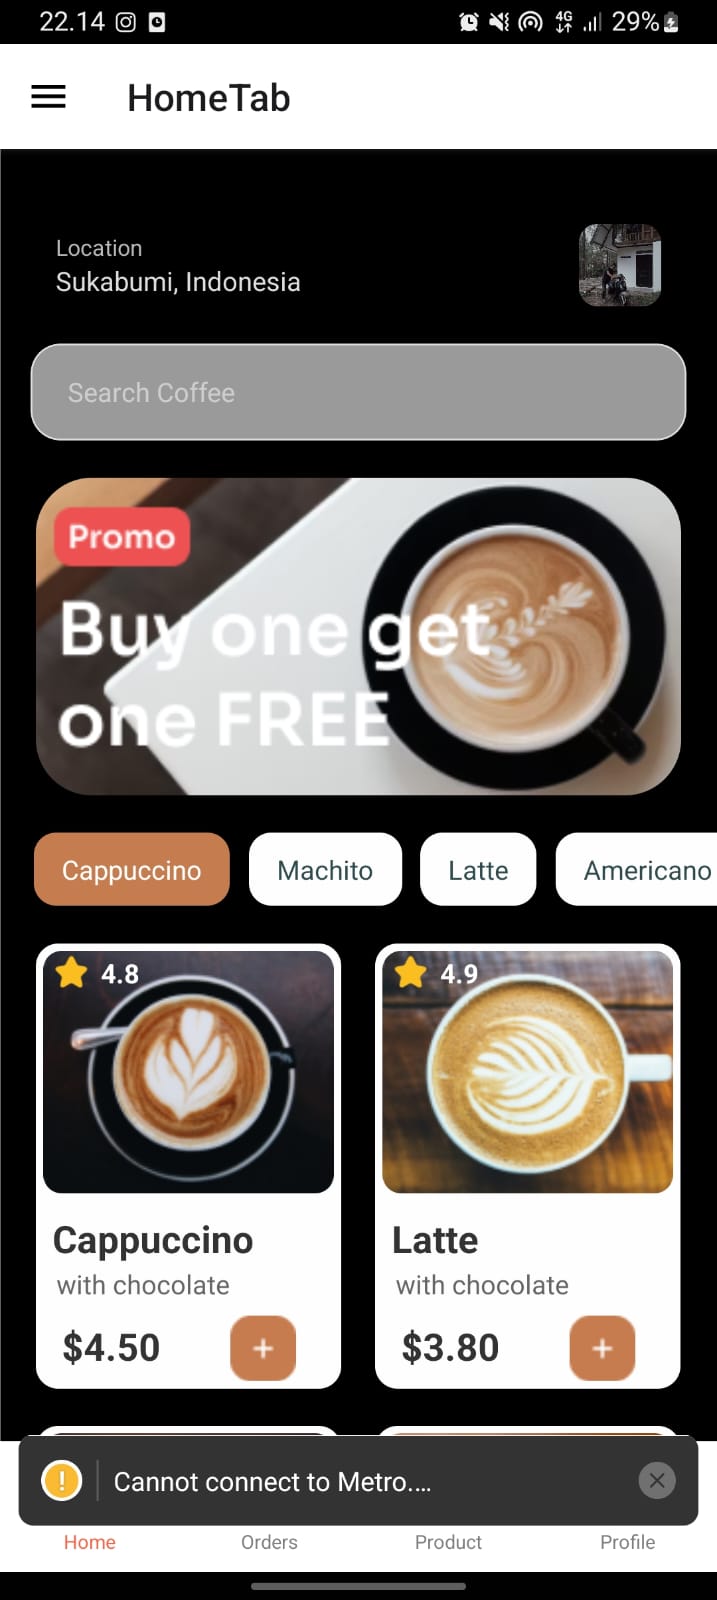 22.14
4G
29%
HomeTab
Location
Sukabumi, Indonesia
Search Coffee
Promo
Buy one get
one FREE
Cappuccino
Machito
Latte
Americano
4.8
4.9
Cappuccino
Latte
with chocolate
with chocolate
$4.50
+
$3.80
+
Cannot connect to Metro....
Home
Orders
Product
Profile